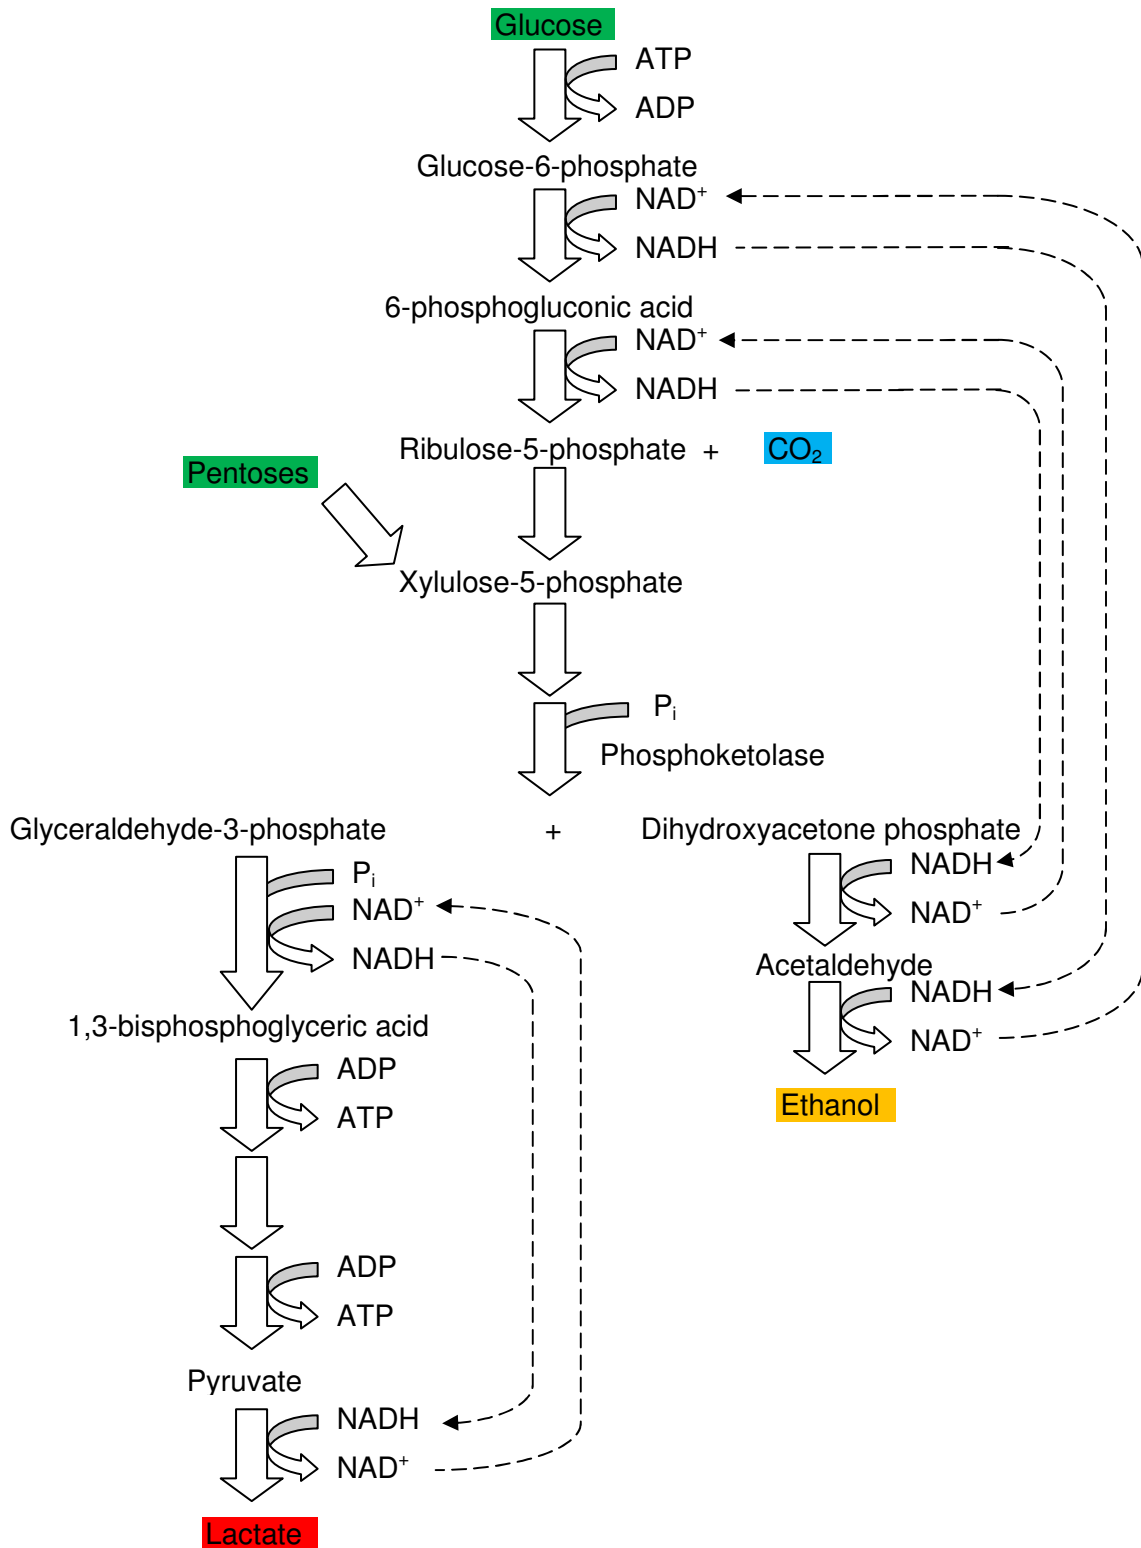 Glucose
ATP
ADP
Glucose-6-phosphate
NAD⁺
NADH
6-phosphogluconic acid
NAD⁺
NADH
Ribulose-5-phosphate + CO₂
Pentoses
Xylulose-5-phosphate
Pᵢ
Phosphoketolase
Glyceraldehyde-3-phosphate + Dihydroxyacetone phosphate
Pᵢ
NAD⁺
NADH
1,3-bisphosphoglyceric acid
ADP
ATP
ADP
ATP
Pyruvate
NADH
NAD⁺
Lactate
NADH
NAD⁺
Acetaldehyde
NADH
NAD⁺
Ethanol